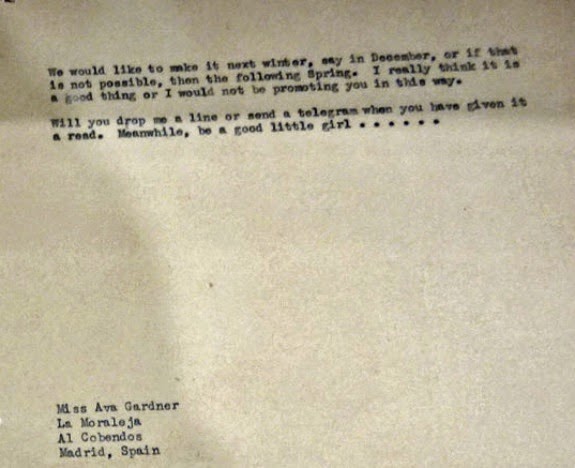 We would like to make it next winter, say in December, or if that
is not possible, then the following Spring. I really think it is
a good thing or I would not be promoting you in this way.
Will you drop me a line or send a telegram when you have given it
a read. Meanwhile, be a good little girl . . . . . .
Miss Ava Gardner
La Moraleja
Al Cobendos
Madrid, Spain